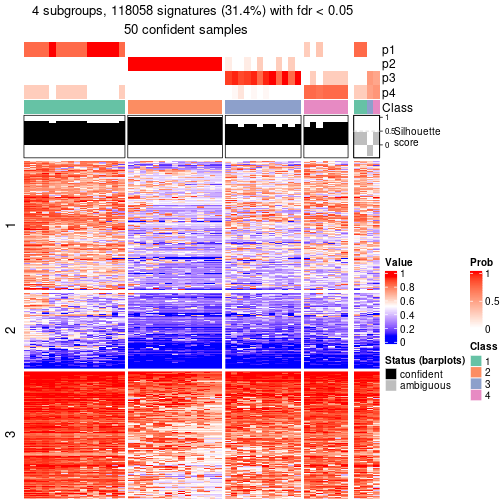 4 subgroups, 118058 signatures (31.4%) with fdr < 0.05
50 confident samples
p1
p2
p3
p4
Class
1
0.5
0
Silhouette
score
1
2
3
Value
1
0.8
0.6
0.4
0.2
0
Status (barplots)
confident
ambiguous
Prob
1
0.5
0
Class
1
2
3
4